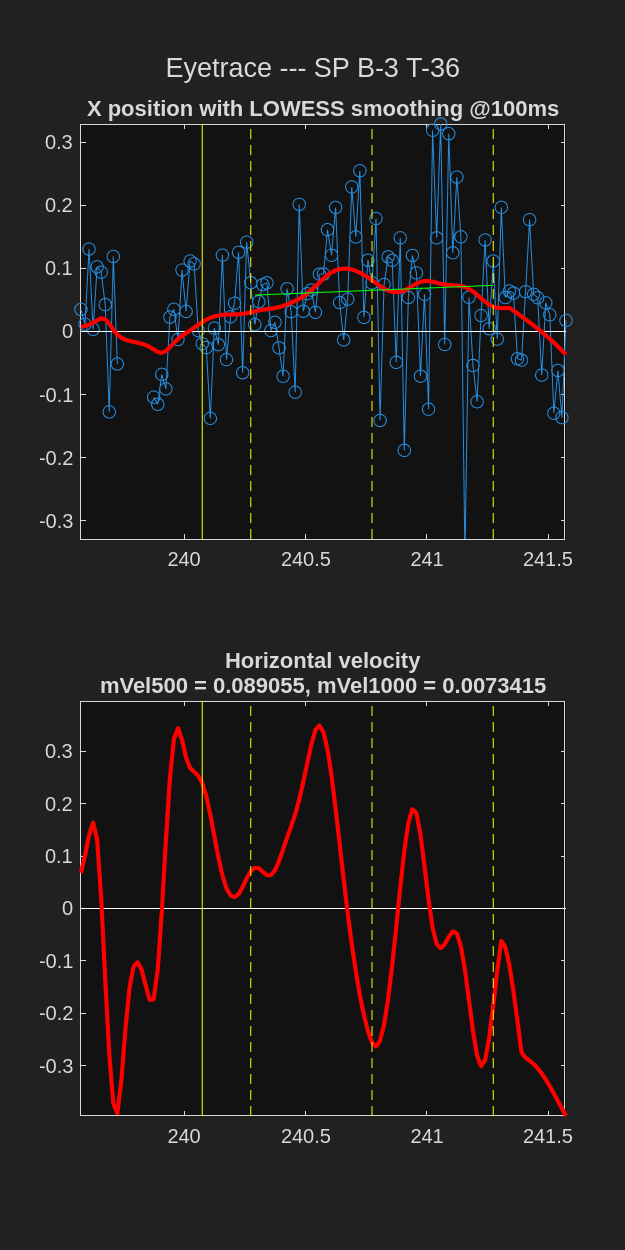 Eyetrace --- SP B-3 T-36
X position with LOWESS smoothing @100ms
0.3
0.2
0.1
0
-0.1
-0.2
-0.3
240 240.5 241 241.5
Horizontal velocity
mVel500 = 0.089055, mVel1000 = 0.0073415
0.3
0.2
0.1
0
-0.1
-0.2
-0.3
240 240.5 241 241.5